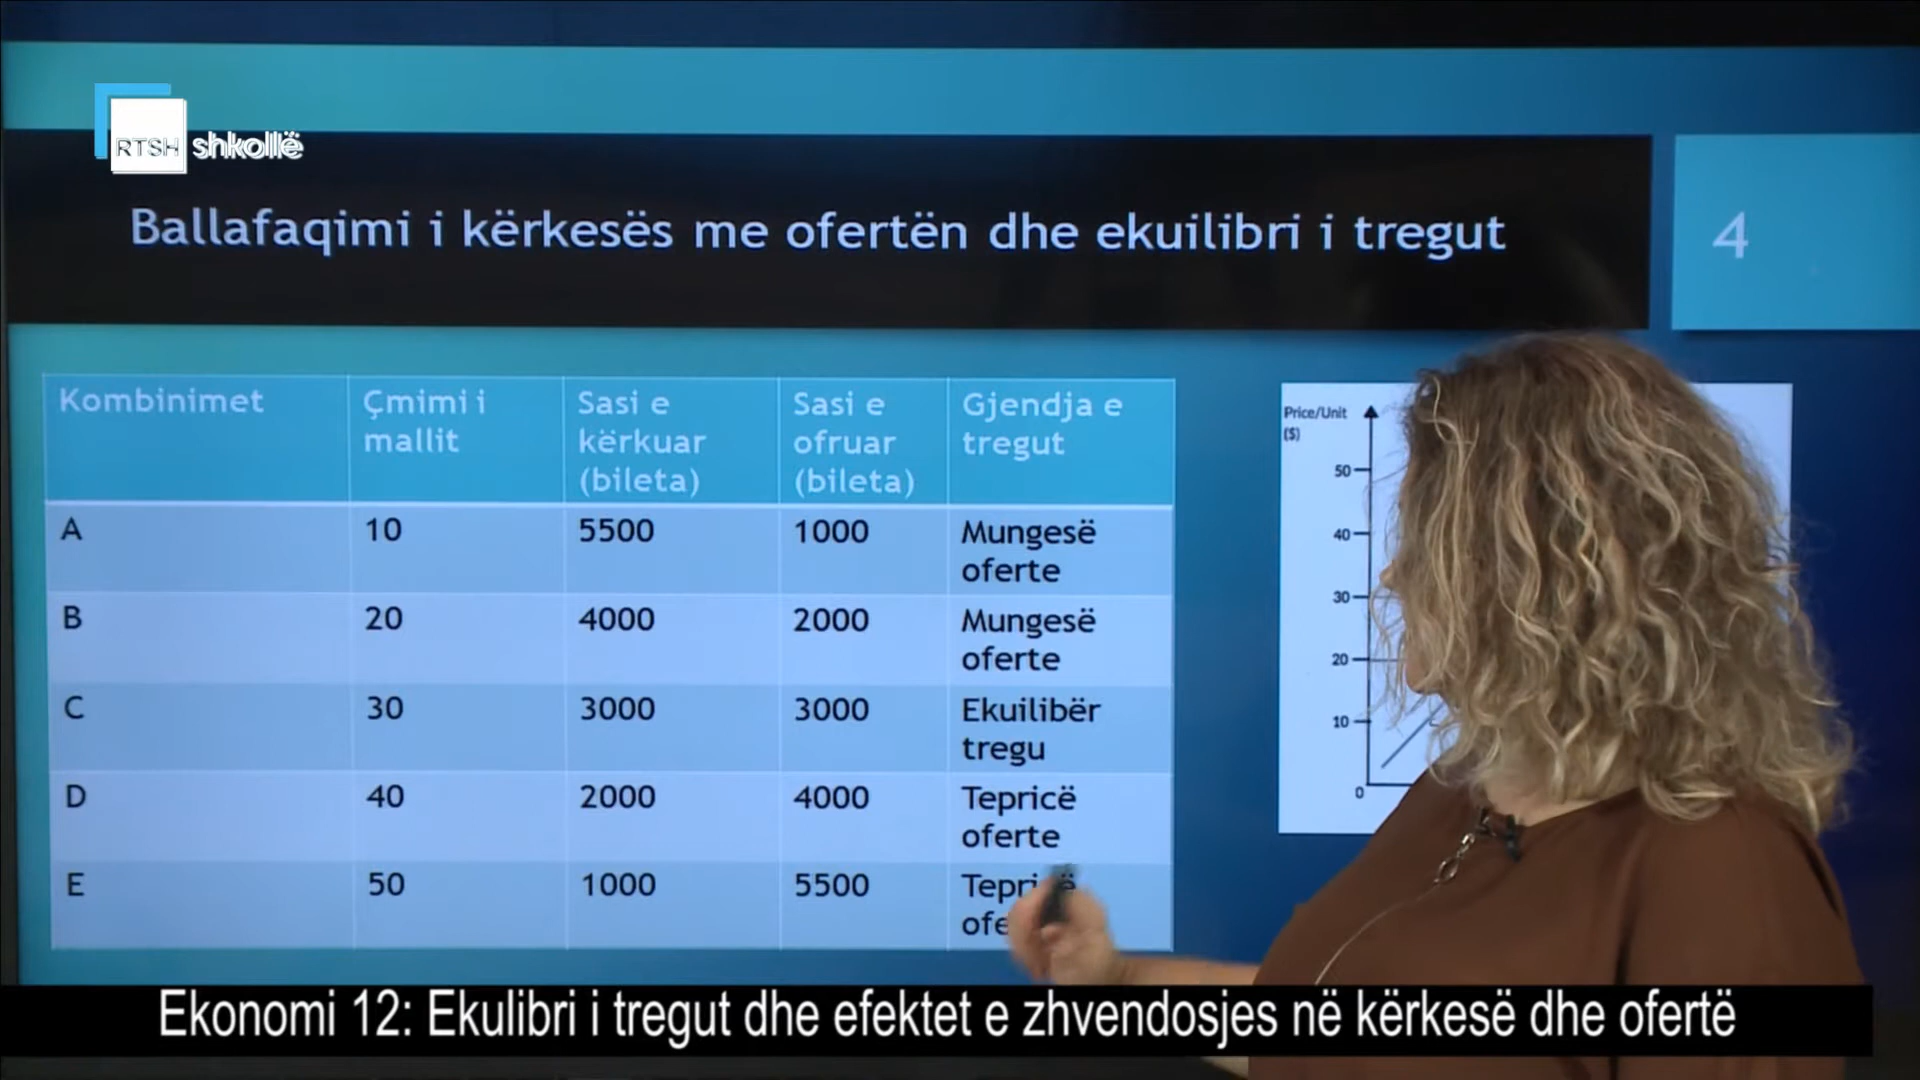 RTSH shkollë
Ballafaqimi i kërkesës me ofertën dhe ekuilibri i tregut
4
Kombinimet
Çmimi i
mallit
Sasi e
kërkuar
(bileta)
Sasi e
ofruar
(bileta)
Gjendja e
tregut
A
10
5500
1000
Mungesë
oferte
B
20
4000
2000
Mungesë
oferte
C
30
3000
3000
Ekuilibër
tregu
D
40
2000
4000
Tepricë
oferte
E
50
1000
5500
Price/Unit
($)
50
40
30
20
10
0
Ekonomi 12: Ekulibri i tregut dhe efektet e zhvendosjes në kërkesë dhe ofertë